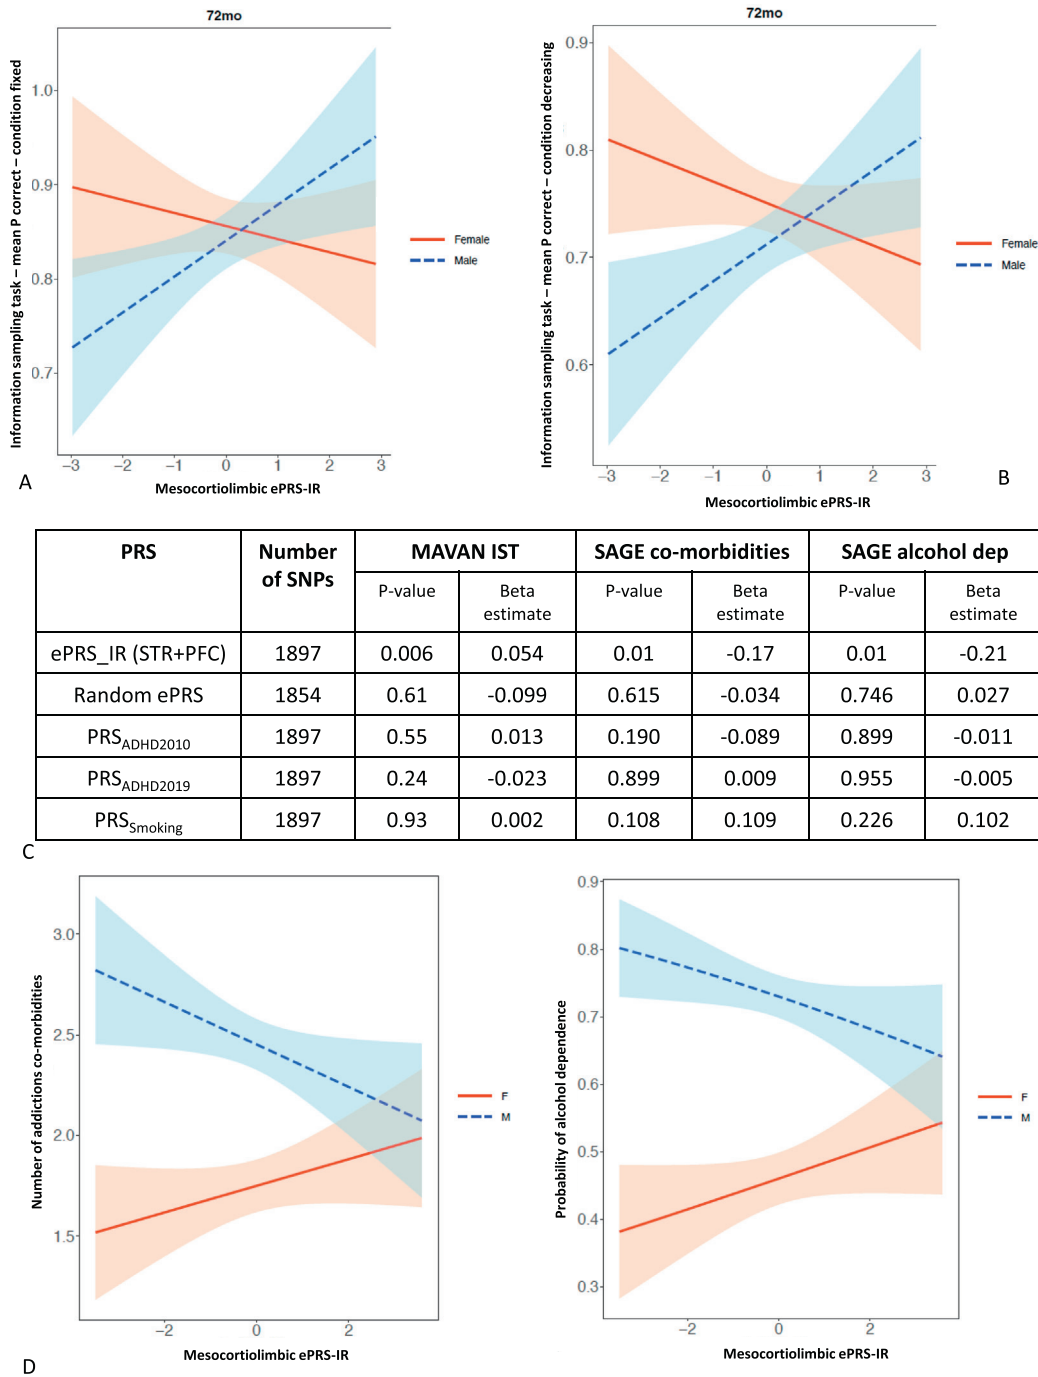 72mo
Information sampling task – mean P correct – condition fixed
1.0
0.9
0.8
0.7
−3 −2 −1 0 1 2 3
Mesocortiolimbic ePRS-IR
Female
Male
A
72mo
Information sampling task – mean P correct – condition decreasing
0.9
0.8
0.7
0.6
−3 −2 −1 0 1 2 3
Mesocortiolimbic ePRS-IR
Female
Male
B
PRS Number of SNPs MAVAN IST SAGE co-morbidities SAGE alcohol dep
P-value Beta estimate P-value Beta estimate P-value Beta estimate
ePRS_IR (STR+PFC) 1897 0.006 0.054 0.01 -0.17 0.01 -0.21
Random ePRS 1854 0.61 -0.099 0.615 -0.034 0.746 0.027
PRSADHD2010 1897 0.55 0.013 0.190 -0.089 0.899 -0.011
PRSADHD2019 1897 0.24 -0.023 0.899 0.009 0.955 -0.005
PRSSmoking 1897 0.93 0.002 0.108 0.109 0.226 0.102
C
Number of addictions co-morbidities
3.0
2.5
2.0
1.5
−2 0 2
Mesocortiolimbic ePRS-IR
F
M
Probability of alcohol dependence
0.9
0.8
0.7
0.6
0.5
0.4
0.3
−2 0 2
Mesocortiolimbic ePRS-IR
F
M
D